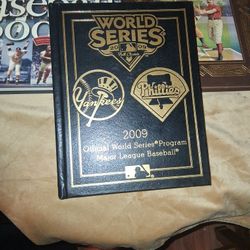 WORLD
SERIES
Yankees
Phillies
2009
Official World Series® Program
Major League Baseball®